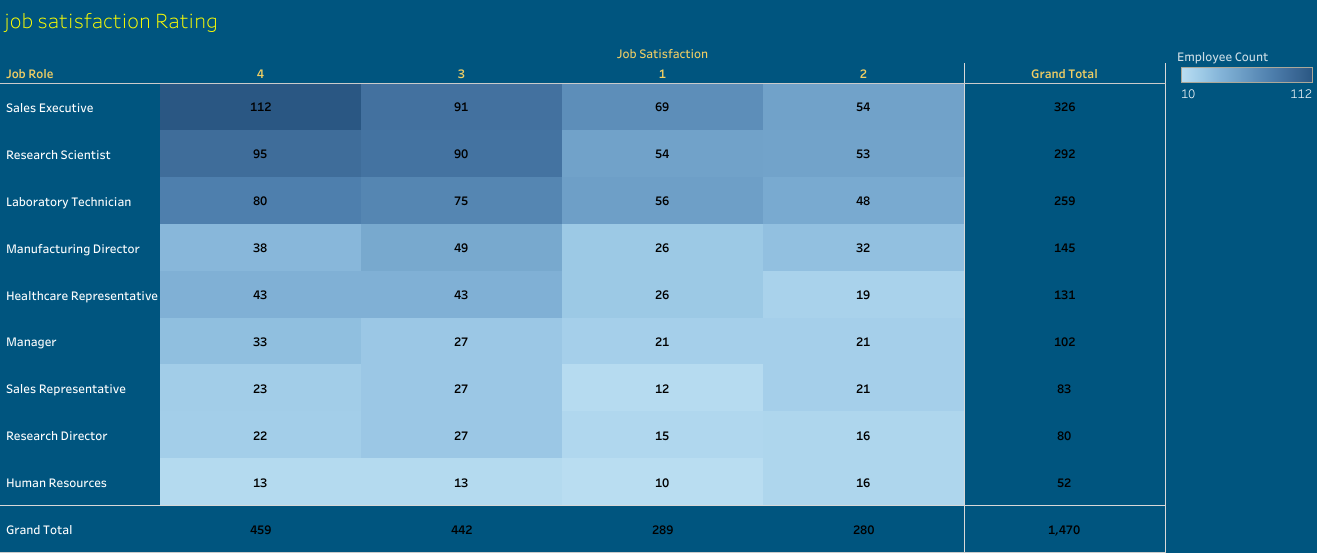 job satisfaction Rating
Job Satisfaction
Job Role 4 3 1 2 Grand Total
Sales Executive 112 91 69 54 326
Research Scientist 95 90 54 53 292
Laboratory Technician 80 75 56 48 259
Manufacturing Director 38 49 26 32 145
Healthcare Representative 43 43 26 19 131
Manager 33 27 21 21 102
Sales Representative 23 27 12 21 83
Research Director 22 27 15 16 80
Human Resources 13 13 10 16 52
Grand Total 459 442 289 280 1,470
Employee Count
10 112